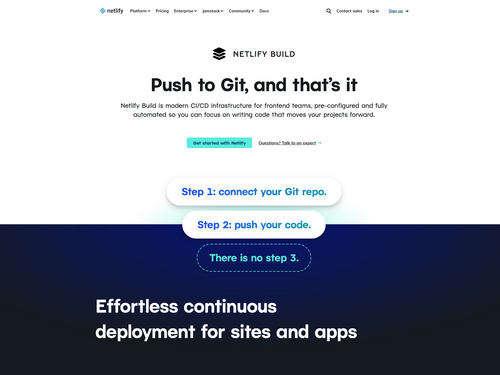 netlify Platform Pricing Enterprise Jamstack Community Docs Contact sales Log in Sign up →
NETLIFY BUILD
Push to Git, and that's it
Netlify Build is modern CI/CD infrastructure for frontend teams, pre-configured and fully
automated so you can focus on writing code that moves your projects forward.
Get started with Netlify Questions? Talk to an expert →
Step 1: connect your Git repo.
Step 2: push your code.
There is no step 3.
Effortless continuous
deployment for sites and apps